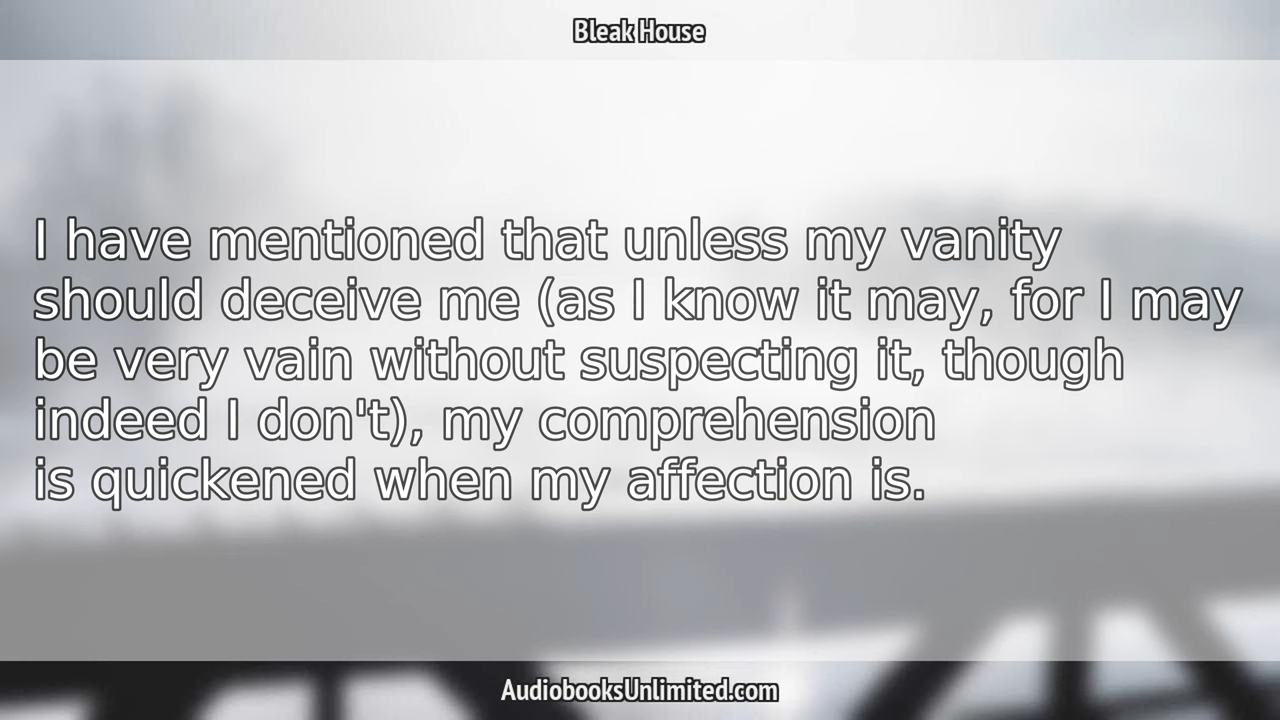 Bleak House
I have mentioned that unless my vanity
should deceive me (as I know it may, for I may
be very vain without suspecting it, though
indeed I don't), my comprehension
is quickened when my affection is.
AudiobooksUnlimited.com